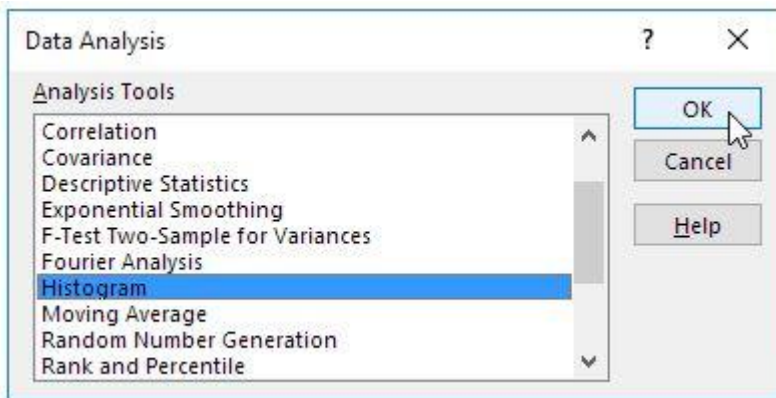 Data Analysis ?
Analysis Tools
Correlation
Covariance
Descriptive Statistics
Exponential Smoothing
F-Test Two-Sample for Variances
Fourier Analysis
Histogram
Moving Average
Random Number Generation
Rank and Percentile
OK
Cancel
Help